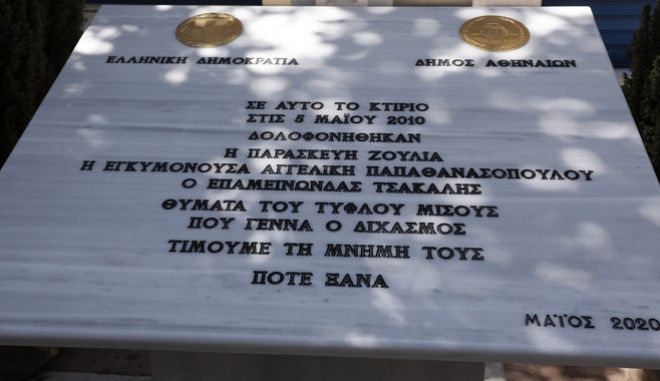 ΕΛΛΗΝΙΚΗ ΔΗΜΟΚΡΑΤΙΑ
ΔΗΜΟΣ ΑΘΗΝΑΙΩΝ
ΣΕ ΑΥΤΟ ΤΟ ΚΤΙΡΙΟ
ΣΤΙΣ 5 ΜΑΪΟΥ 2010
ΔΟΛΟΦΟΝΗΘΗΚΑΝ
Η ΠΑΡΑΣΚΕΥΗ ΖΟΥΛΙΑ
Η ΕΓΚΥΜΟΝΟΥΣΑ ΑΓΓΕΛΙΚΗ ΠΑΠΑΘΑΝΑΣΟΠΟΥΛΟΥ
Ο ΕΠΑΜΕΙΝΩΝΔΑΣ ΤΣΑΚΑΛΗΣ
ΘΥΜΑΤΑ ΤΟΥ ΤΥΦΛΟΥ ΜΙΣΟΥΣ
ΠΟΥ ΓΕΝΝΑ Ο ΔΙΧΑΣΜΟΣ
ΤΙΜΟΥΜΕ ΤΗ ΜΝΗΜΗ ΤΟΥΣ
ΠΟΤΕ ΞΑΝΑ
ΜΑΪΟΣ 2020